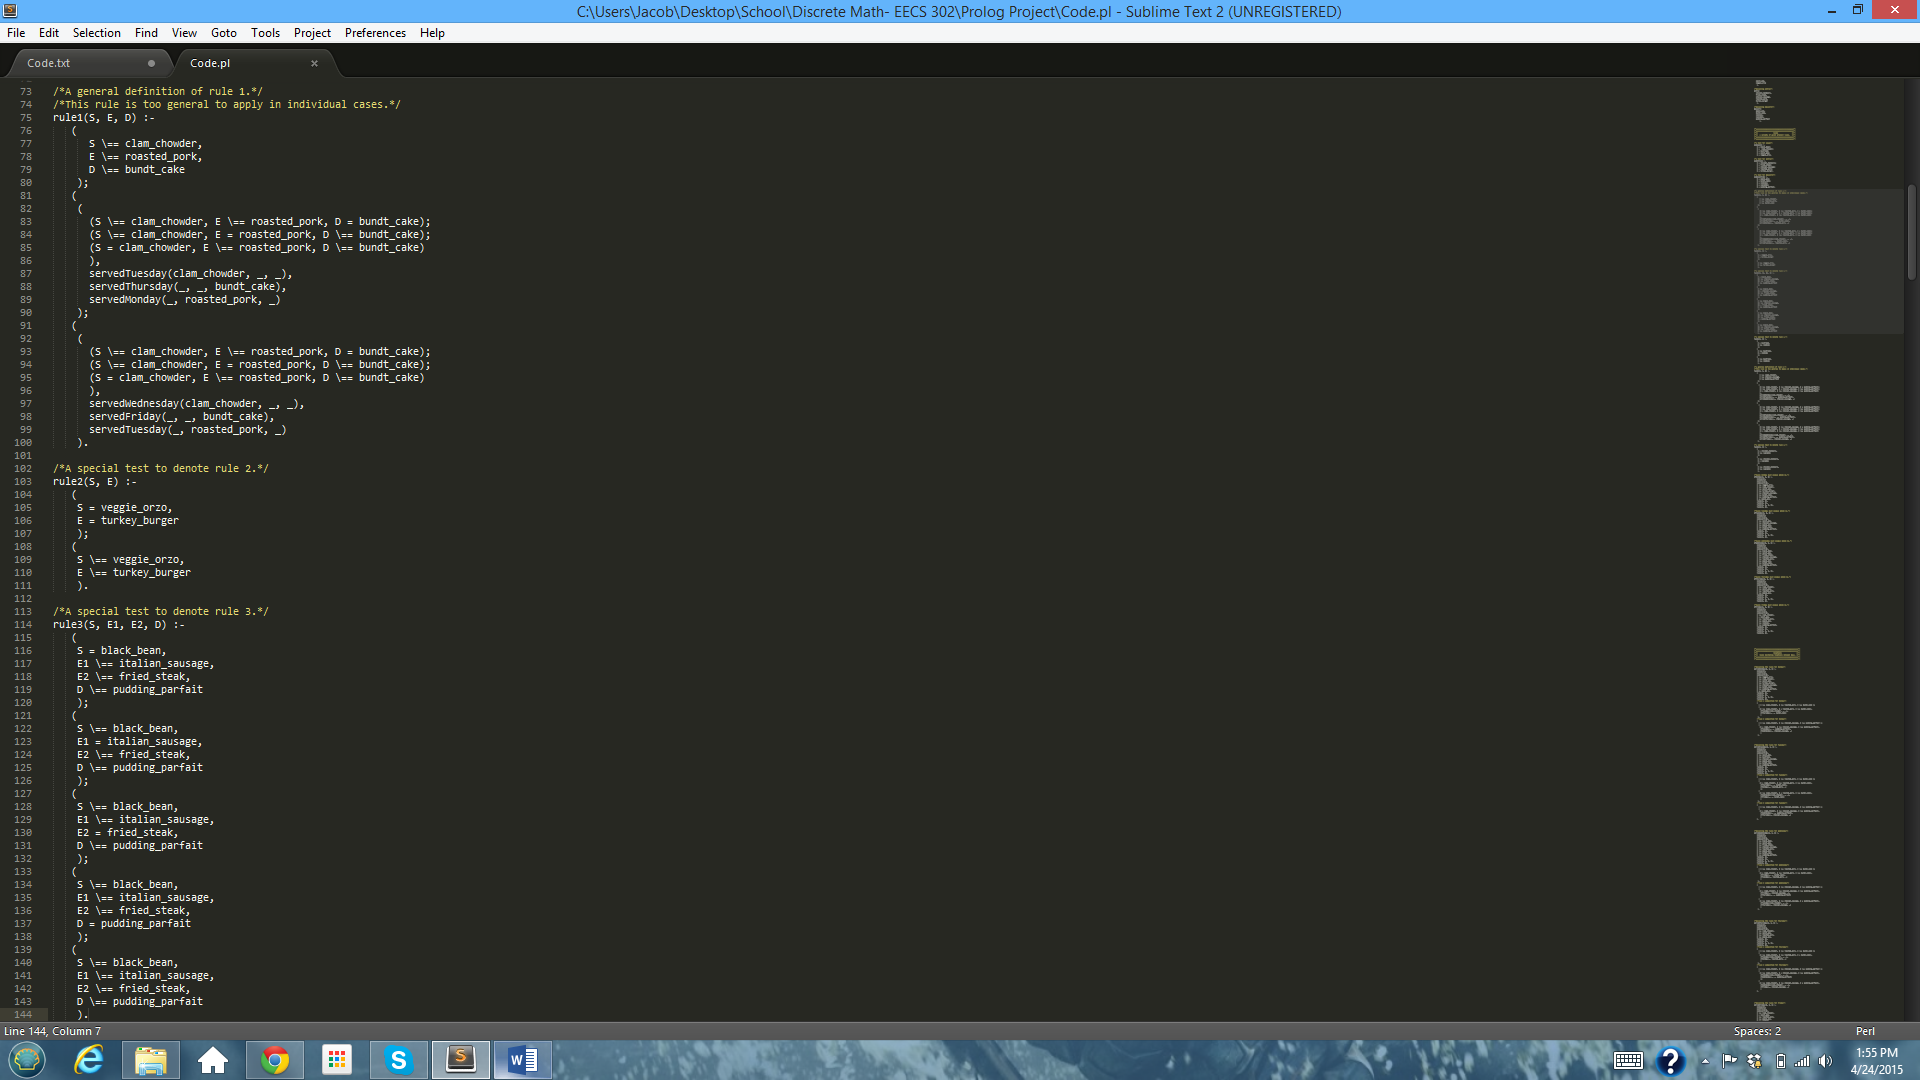 C:\Users\Jacob\Desktop\School\Discrete Math- EECS 302\Prolog Project\Code.pl - Sublime Text 2 (UNREGISTERED)
File Edit Selection Find View Goto Tools Project Preferences Help
Code.txt Code.pl
73 /*A general definition of rule 1.*/
74 /*This rule is too general to apply in individual cases.*/
75 rule1(S, E, D) :-
76 (
77 S \== clam_chowder,
78 E \== roasted_pork,
79 D \== bundt_cake
80 );
81 (
82 (
83 (S \== clam_chowder, E \== roasted_pork, D = bundt_cake);
84 (S \== clam_chowder, E = roasted_pork, D \== bundt_cake);
85 (S = clam_chowder, E \== roasted_pork, D \== bundt_cake)
86 ),
87 servedTuesday(clam_chowder, _, _),
88 servedThursday(_, _, bundt_cake),
89 servedMonday(_, roasted_pork, _)
90 );
91 (
92 (
93 (S \== clam_chowder, E \== roasted_pork, D = bundt_cake);
94 (S \== clam_chowder, E = roasted_pork, D \== bundt_cake);
95 (S = clam_chowder, E \== roasted_pork, D \== bundt_cake)
96 ),
97 servedWednesday(clam_chowder, _, _),
98 servedFriday(_, _, bundt_cake),
99 servedTuesday(_, roasted_pork, _)
100 ).
101
102 /*A special test to denote rule 2.*/
103 rule2(S, E) :-
104 (
105 S = veggie_orzo,
106 E = turkey_burger
107 );
108 (
109 S \== veggie_orzo,
110 E \== turkey_burger
111 ).
112
113 /*A special test to denote rule 3.*/
114 rule3(S, E1, E2, D) :-
115 (
116 S = black_bean,
117 E1 \== italian_sausage,
118 E2 \== fried_steak,
119 D \== pudding_parfait
120 );
121 (
122 S \== black_bean,
123 E1 = italian_sausage,
124 E2 \== fried_steak,
125 D \== pudding_parfait
126 );
127 (
128 S \== black_bean,
129 E1 \== italian_sausage,
130 E2 = fried_steak,
131 D \== pudding_parfait
132 );
133 (
134 S \== black_bean,
135 E1 \== italian_sausage,
136 E2 \== fried_steak,
137 D = pudding_parfait
138 );
139 (
140 S \== black_bean,
141 E1 \== italian_sausage,
142 E2 \== fried_steak,
143 D \== pudding_parfait
144 ).
Line 144, Column 7 Spaces: 2 Perl
1:55 PM
4/24/2015